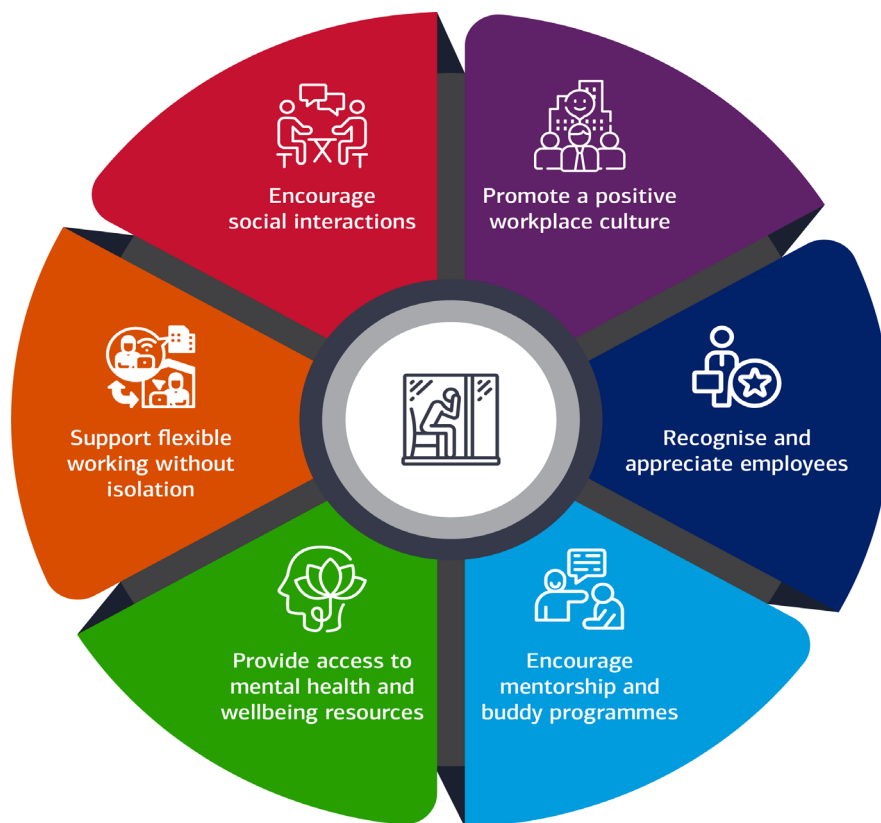 Encourage
social interactions
Promote a positive
workplace culture
Recognise and
appreciate employees
Encourage
mentorship and
buddy programmes
Provide access to
mental health and
wellbeing resources
Support flexible
working without
isolation